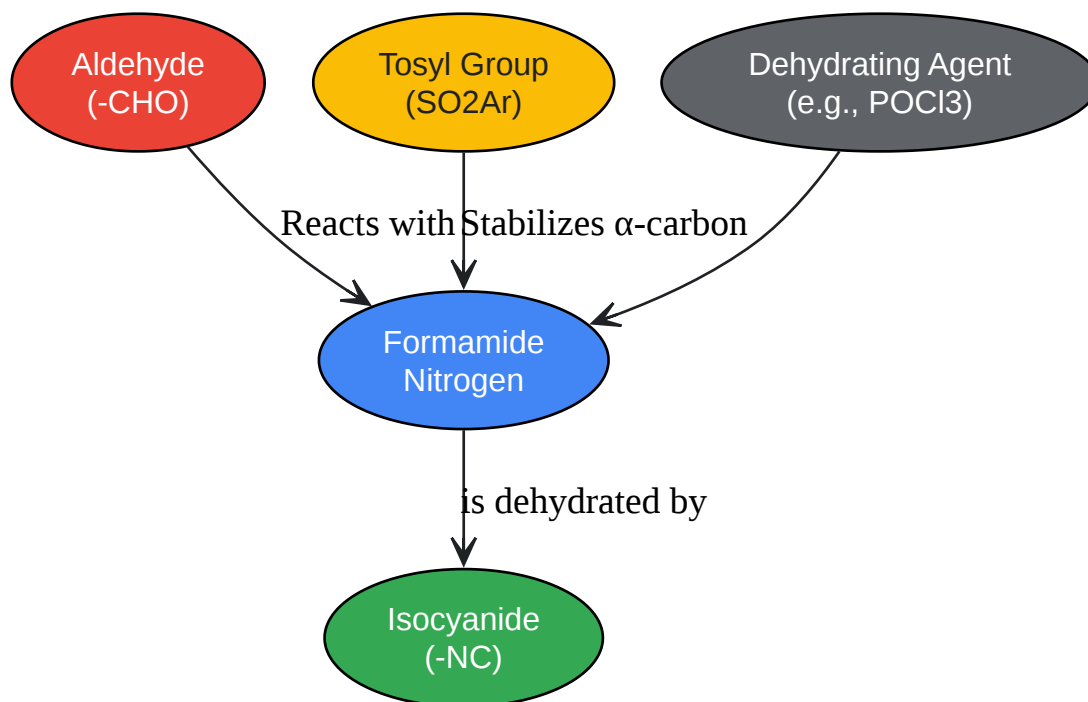 Aldehyde
(-CHO)
Tosyl Group
(SO2Ar)
Dehydrating Agent
(e.g., POCl3)
Reacts with
Stabilizes α-carbon
Formamide
Nitrogen
is dehydrated by
Isocyanide
(-NC)